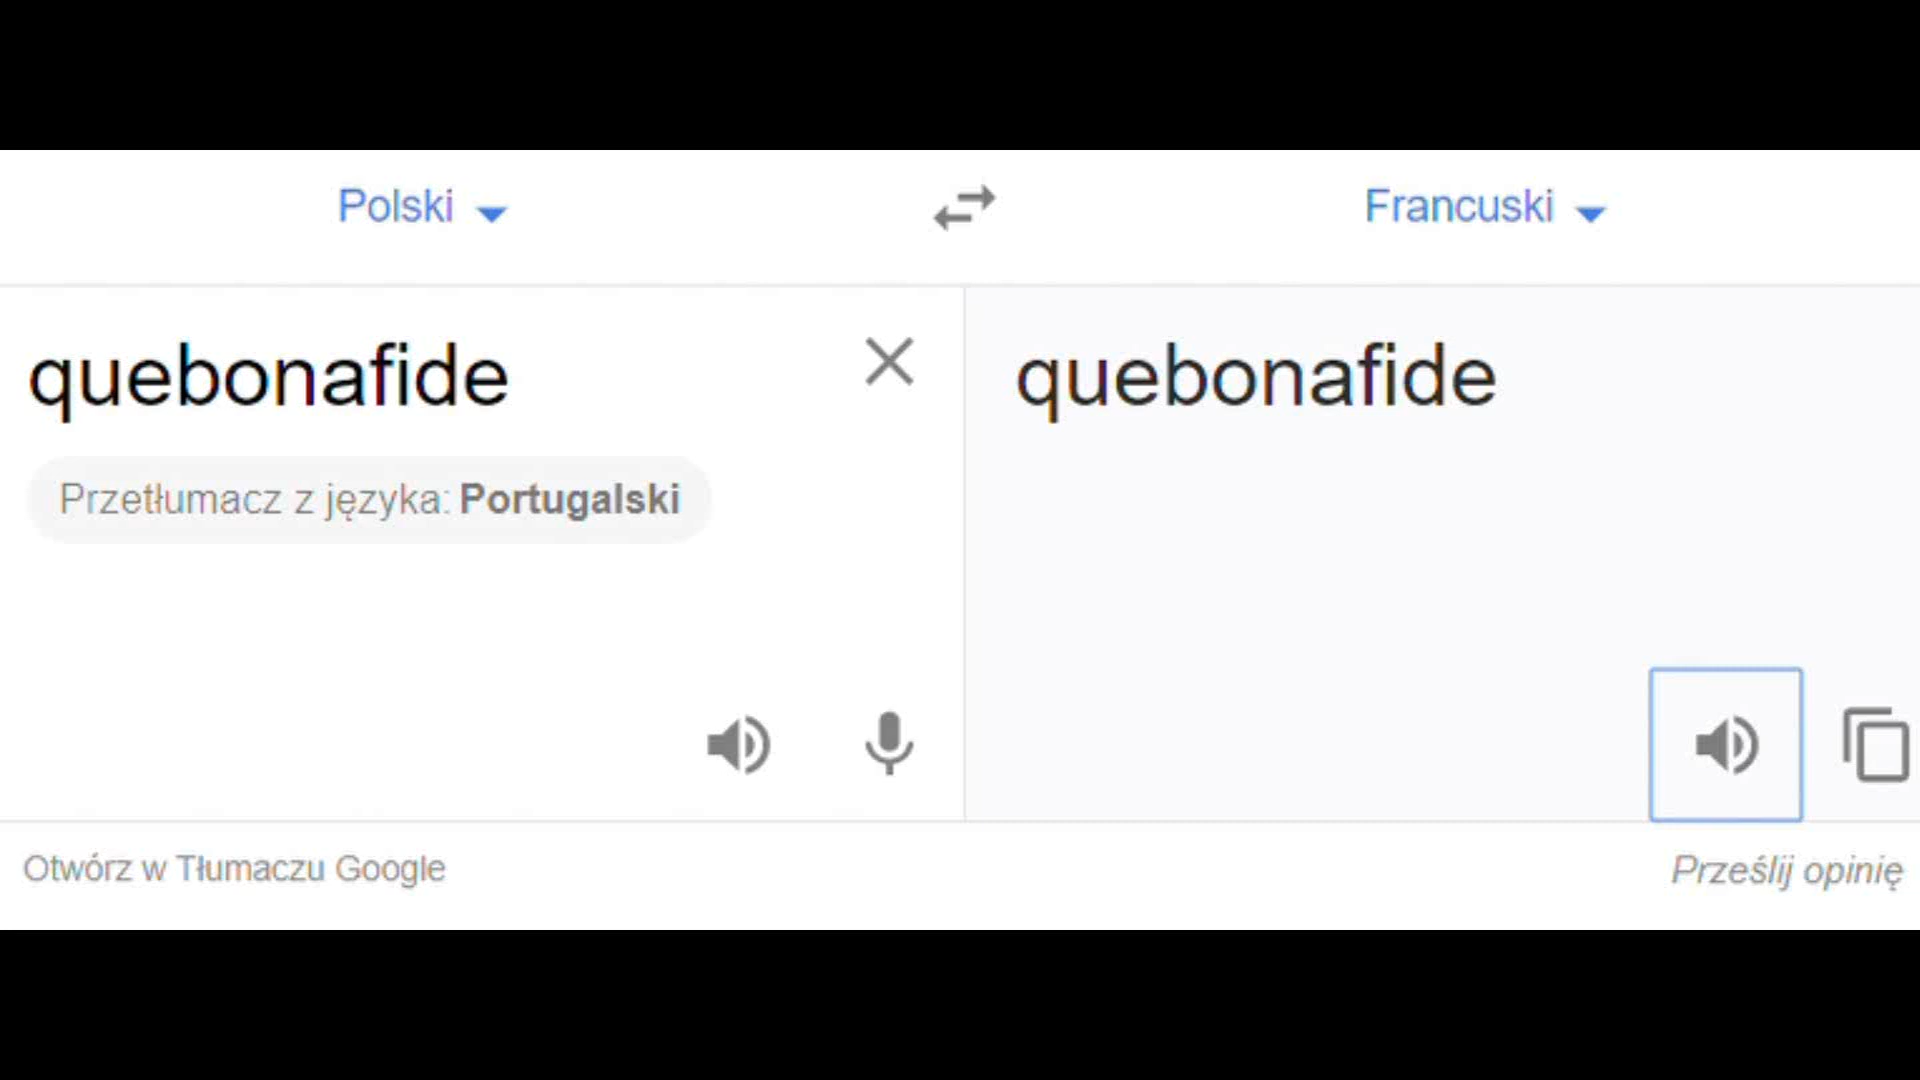 Polski
Francuski
quebonafide
quebonafide
Przetłumacz z języka: Portugalski
Otwórz w Tłumaczu Google
Prześlij opinię